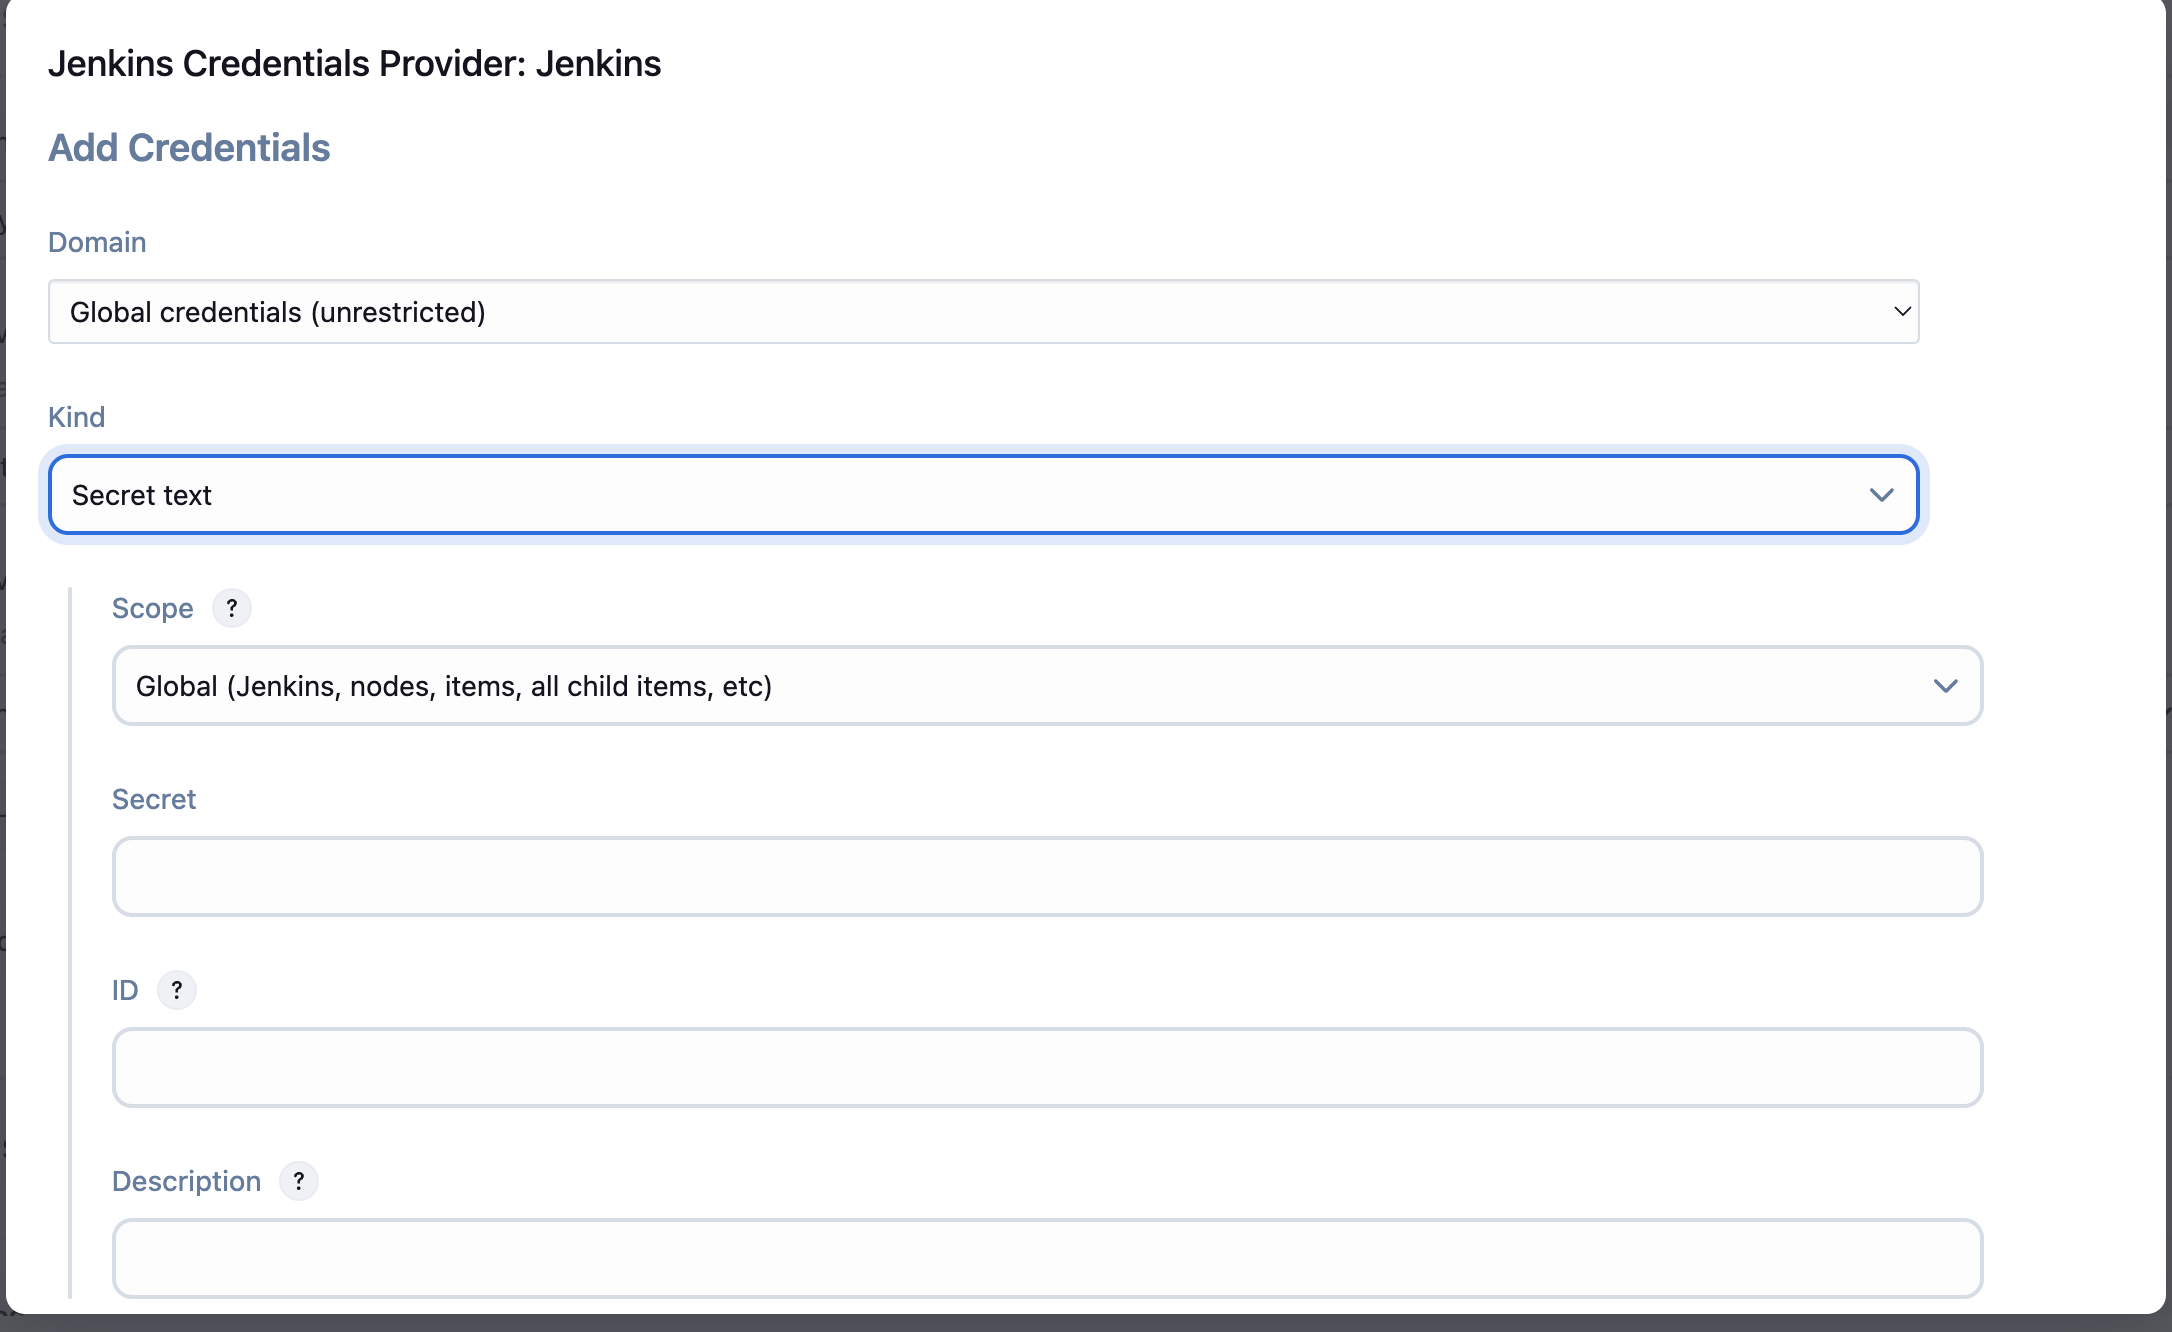 Jenkins Credentials Provider: Jenkins
Add Credentials
Domain
Global credentials (unrestricted)
Kind
Secret text
Scope ?
Global (Jenkins, nodes, items, all child items, etc)
Secret
ID ?
Description ?